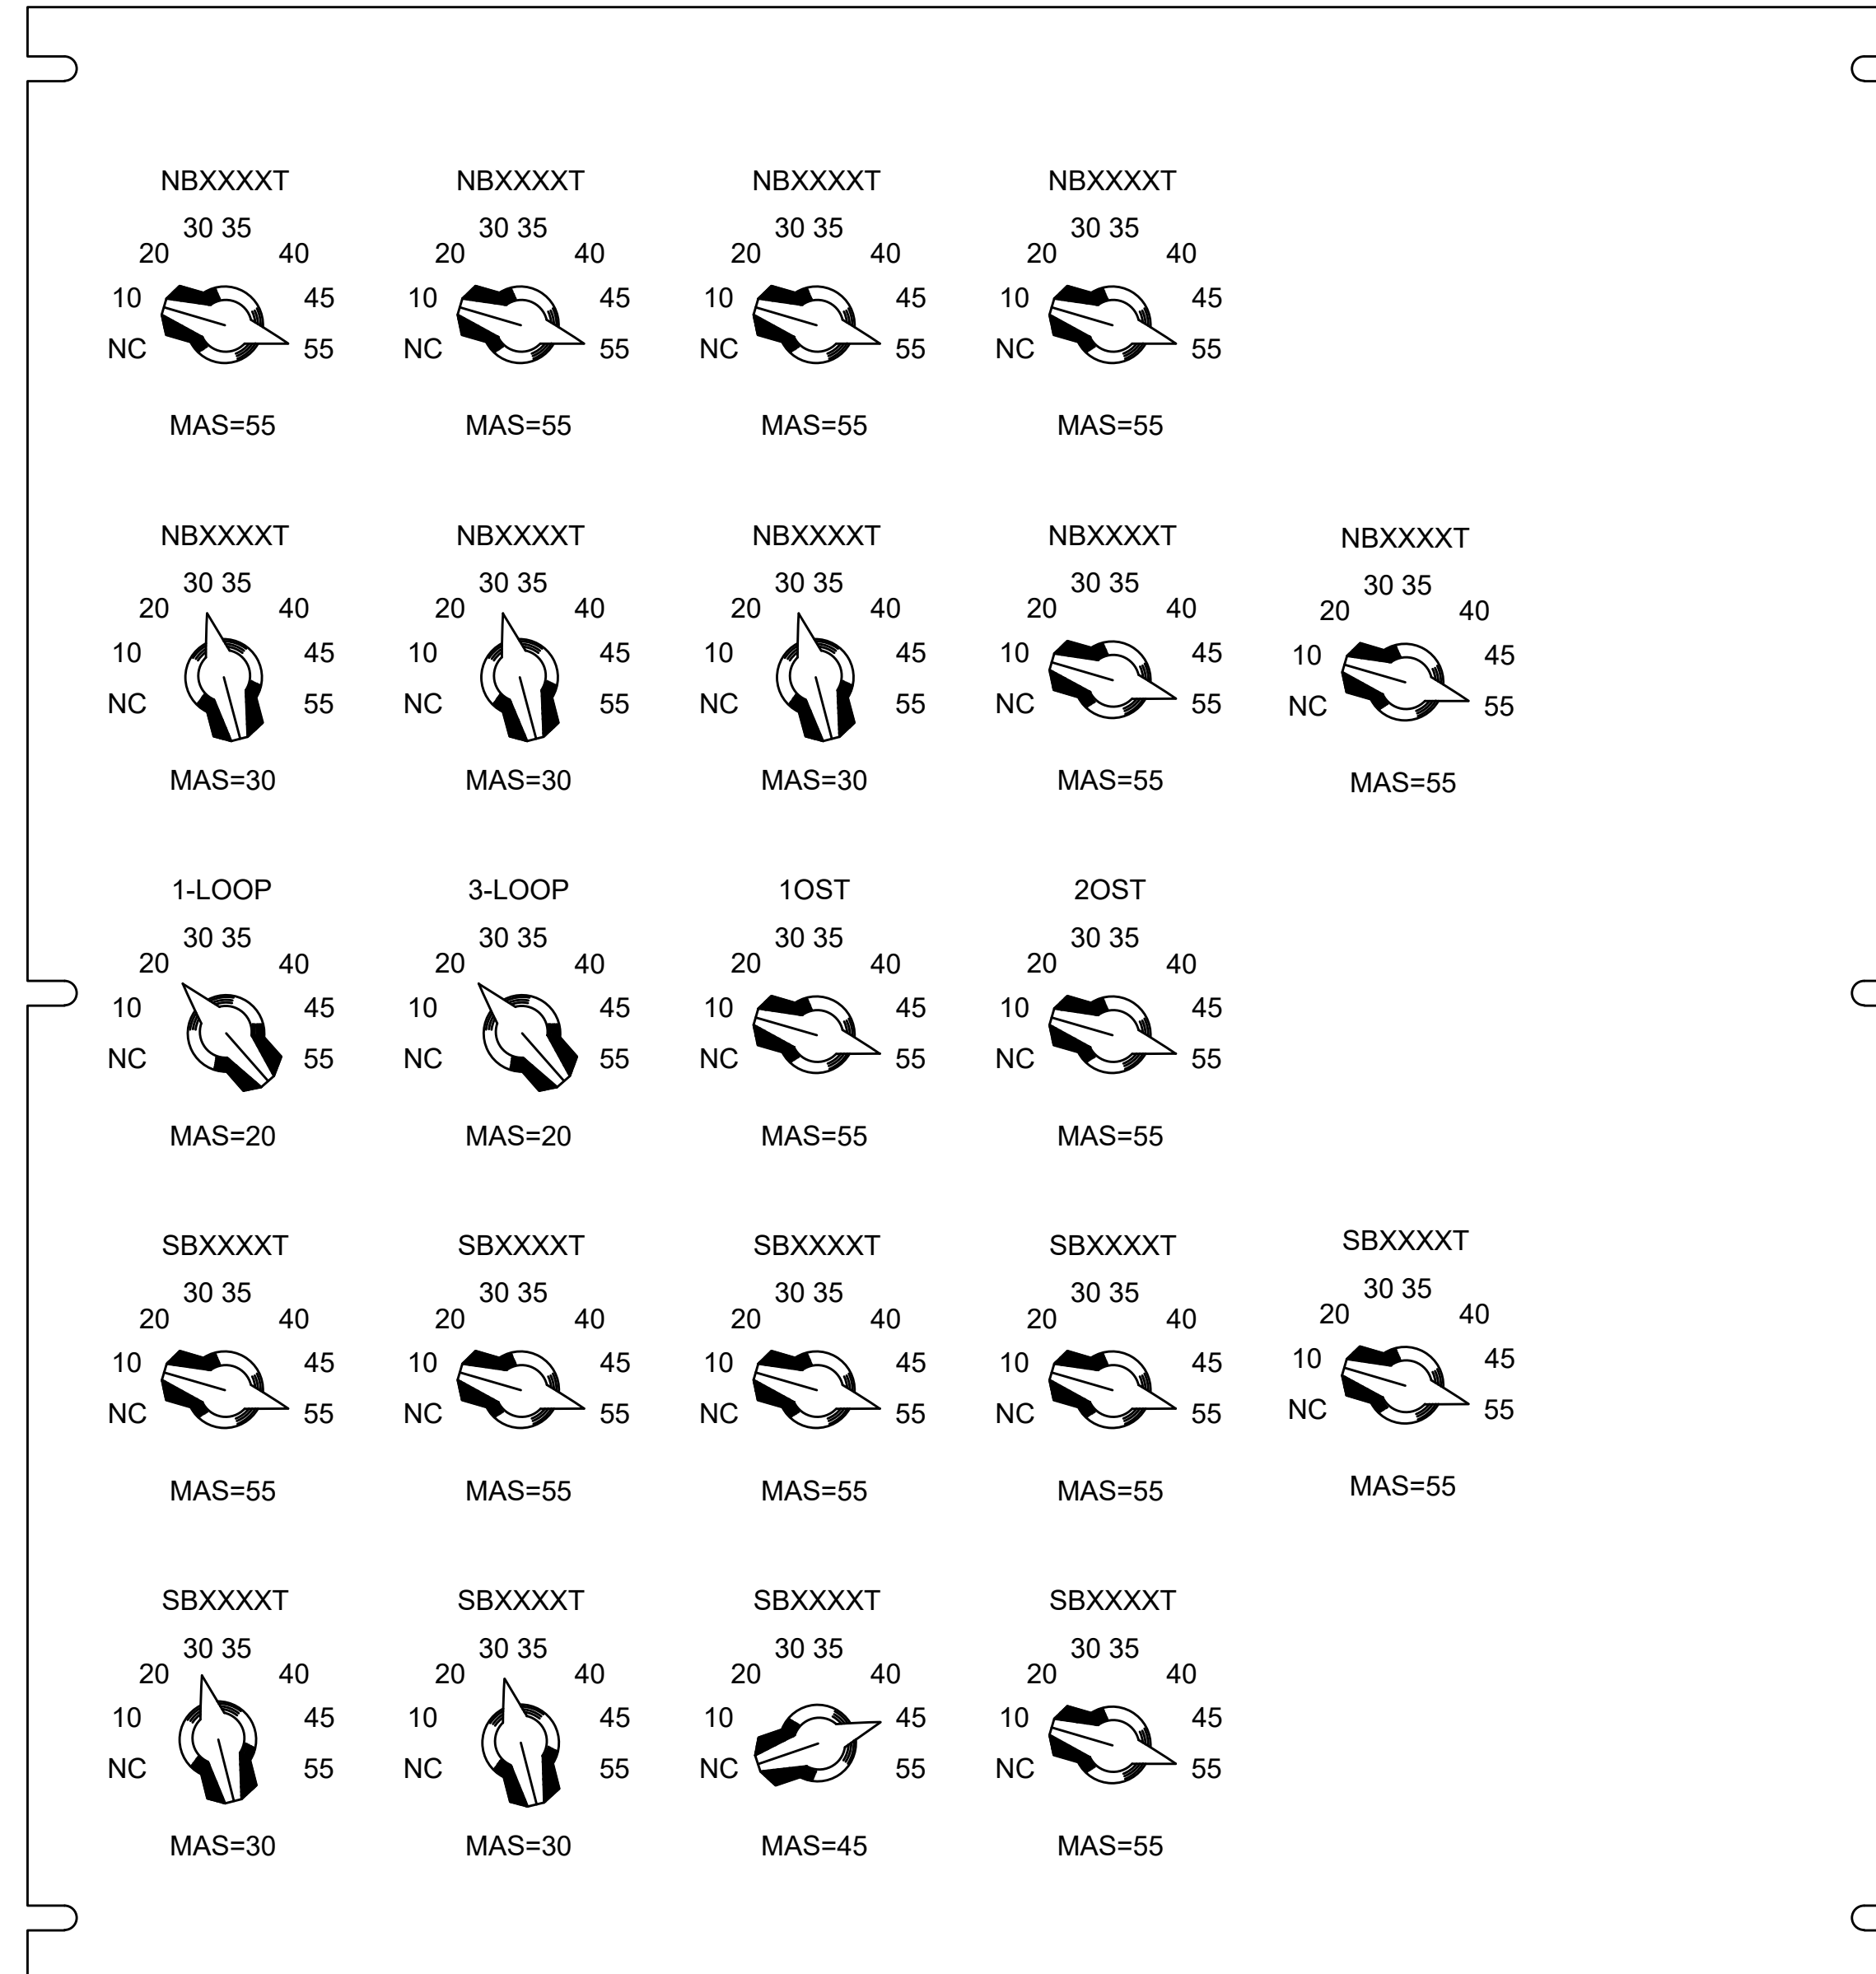 NBXXXXT NBXXXXT NBXXXXT NBXXXXT
30 35 30 35 30 35 30 35
20 40 20 40 20 40 20 40
10 45 10 45 10 45 10 45
NC 55 NC 55 NC 55 NC 55
MAS=55 MAS=55 MAS=55 MAS=55
NBXXXXT NBXXXXT NBXXXXT NBXXXXT NBXXXXT
30 35 30 35 30 35 30 35 30 35
20 40 20 40 20 40 20 40 20 40
10 45 10 45 10 45 10 45 10 45
NC 55 NC 55 NC 55 NC 55 NC 55
MAS=30 MAS=30 MAS=30 MAS=55 MAS=55
1-LOOP 3-LOOP 1OST 2OST
30 35 30 35 30 35 30 35
20 40 20 40 20 40 20 40
10 45 10 45 10 45 10 45
NC 55 NC 55 NC 55 NC 55
MAS=20 MAS=20 MAS=55 MAS=55
SBXXXXT SBXXXXT SBXXXXT SBXXXXT SBXXXXT
30 35 30 35 30 35 30 35 30 35
20 40 20 40 20 40 20 40 20 40
10 45 10 45 10 45 10 45 10 45
NC 55 NC 55 NC 55 NC 55 NC 55
MAS=55 MAS=55 MAS=55 MAS=55 MAS=55
SBXXXXT SBXXXXT SBXXXXT SBXXXXT
30 35 30 35 30 35 30 35
20 40 20 40 20 40 20 40
10 45 10 45 10 45 10 45
NC 55 NC 55 NC 55 NC 55
MAS=30 MAS=30 MAS=45 MAS=55